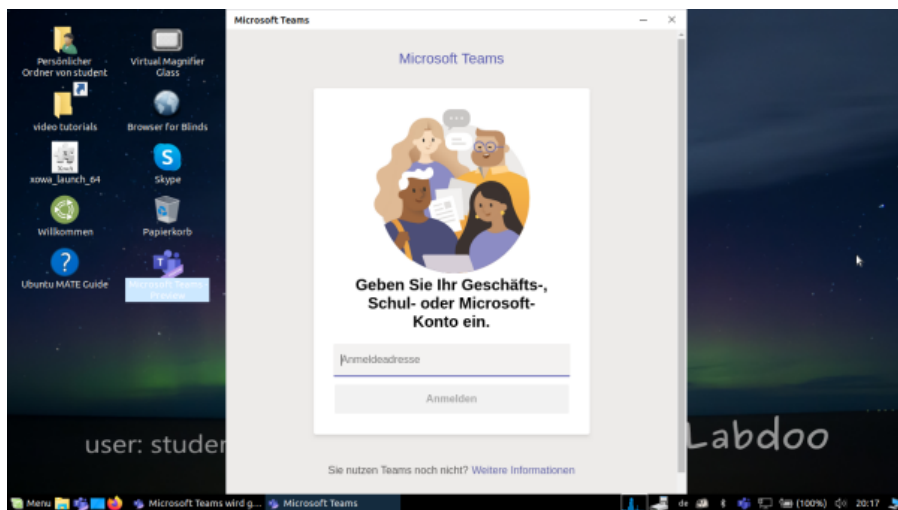 Microsoft Teams
Microsoft Teams
Persönlicher
Ordner von student
Virtual Magnifier
Glass
video tutorials
Browser for Blinds
xowa_launch_64
Skype
Willkommen
Papierkorb
Ubuntu MATE Guide
Microsoft Teams -
Preview
Geben Sie Ihr Geschäfts-,
Schul- oder Microsoft-
Konto ein.
Anmeldeadresse
Anmelden
Sie nutzen Teams noch nicht? Weitere Informationen
user: studen
Labdoo
Menu
Microsoft Teams wird g...
Microsoft Teams
de
(100%)
20:17